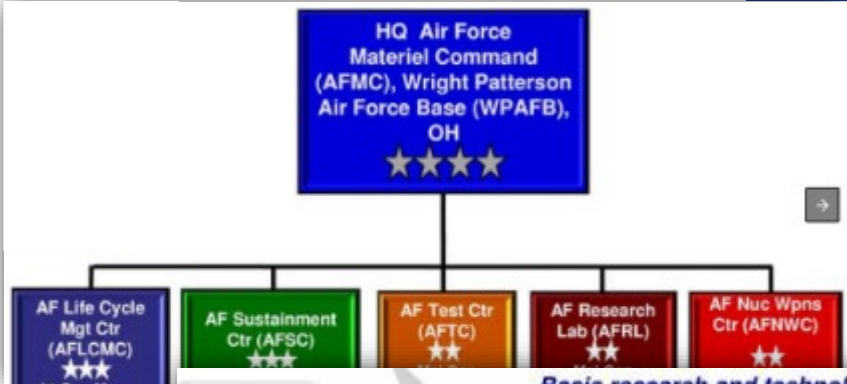 HQ Air Force
Materiel Command
(AFMC), Wright Patterson
Air Force Base (WPAFB),
OH
AF Life Cycle
Mgt Ctr
(AFLCMC)
AF Sustainment
Ctr (AFSC)
AF Test Ctr
(AFTC)
AF Research
Lab (AFRL)
AF Nuc Wpns
Ctr (AFNWC)
Basic research and